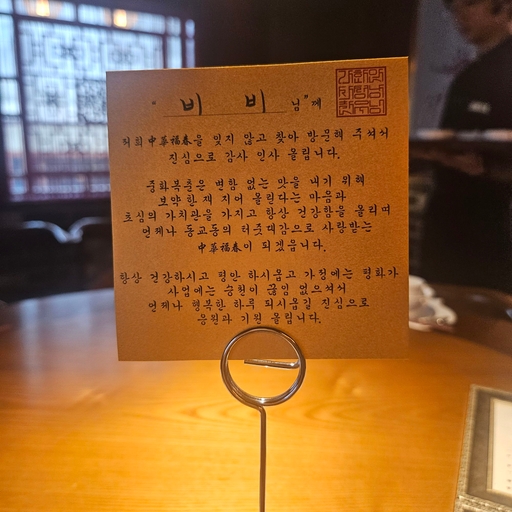 " 비 비 님"께
저희 中華福春을 잊지 않고 찾아 방문해 주셔서
진심으로 감사 인사 올립니다.
중화복춘은 변함 없는 맛을 내기 위해
보약한재 지어 올린다는 마음과
초심의 가치관을 가지고 항상 건강함을 올리며
언제나 동교동의 터줏대감으로 사랑받는
中華福春이 되겠읍니다.
항상 건강하시고 평안 하시옵고 가정에는 평화가
사업에는 승천이 끊임 없으셔서
언제나 행복한 하루 되시옵길 진심으로
응원과 기원 올립니다.